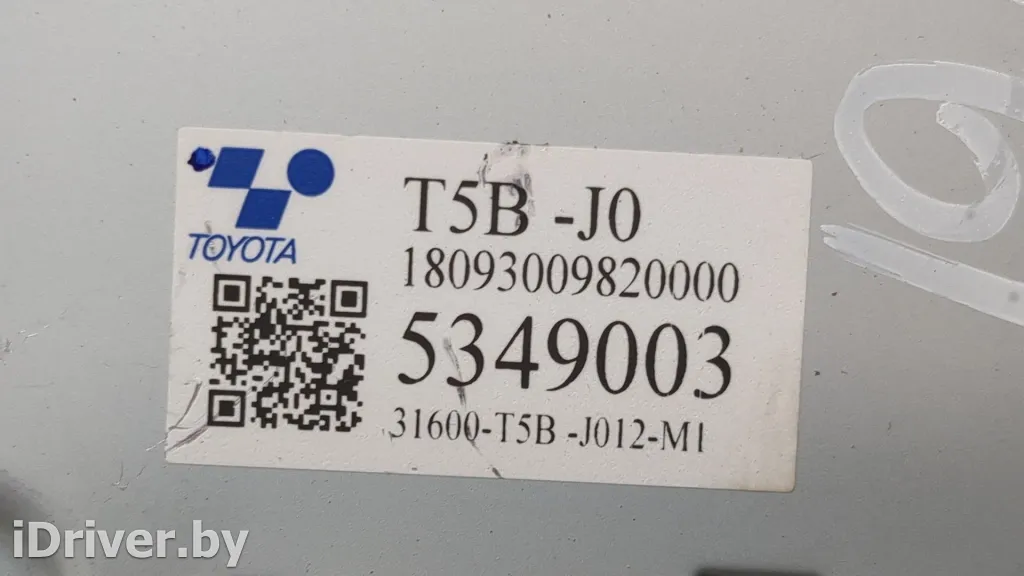 TOYOTA
T5B -J0
18093009820000
5349003
31600-T5B -J012-M1
iDriver.by